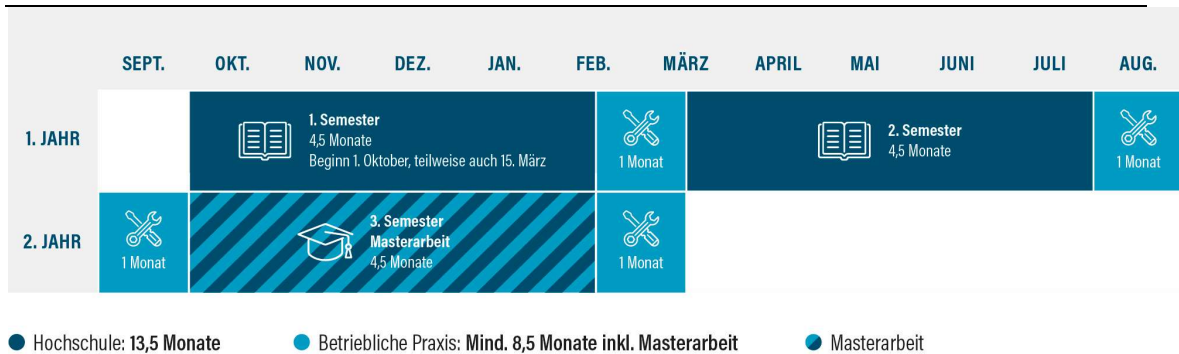 SEPT. OKT. NOV. DEZ. JAN. FEB. MÄRZ APRIL MAI JUNI JULI AUG.
1. JAHR
1. Semester
4,5 Monate
Beginn 1. Oktober, teilweise auch 15. März
1 Monat
2. Semester
4,5 Monate
1 Monat
2. JAHR
1 Monat
3. Semester
Masterarbeit
4,5 Monate
1 Monat
Hochschule: 13,5 Monate
Betriebliche Praxis: Mind. 8,5 Monate inkl. Masterarbeit
Masterarbeit